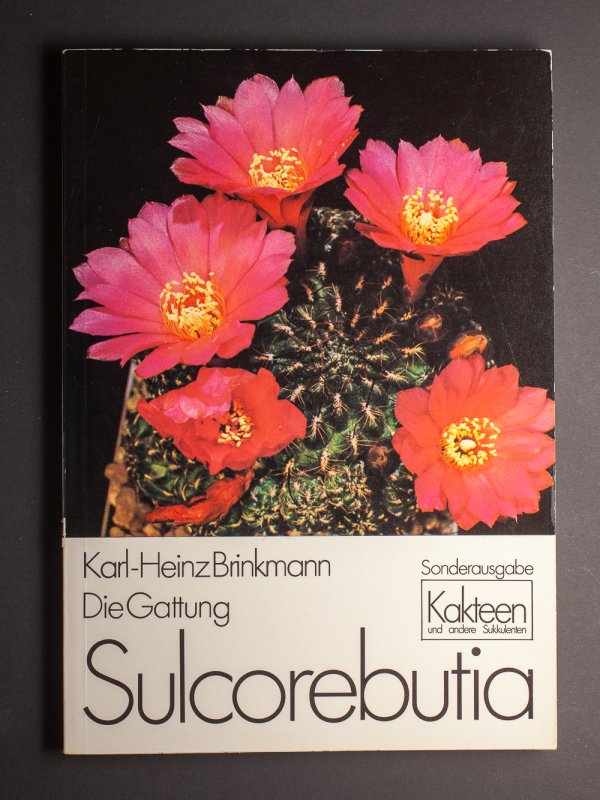 Karl-Heinz Brinkmann
Die Gattung
Sulcorebutia
Sonderausgabe
Kakteen
und andere Sukkulenten